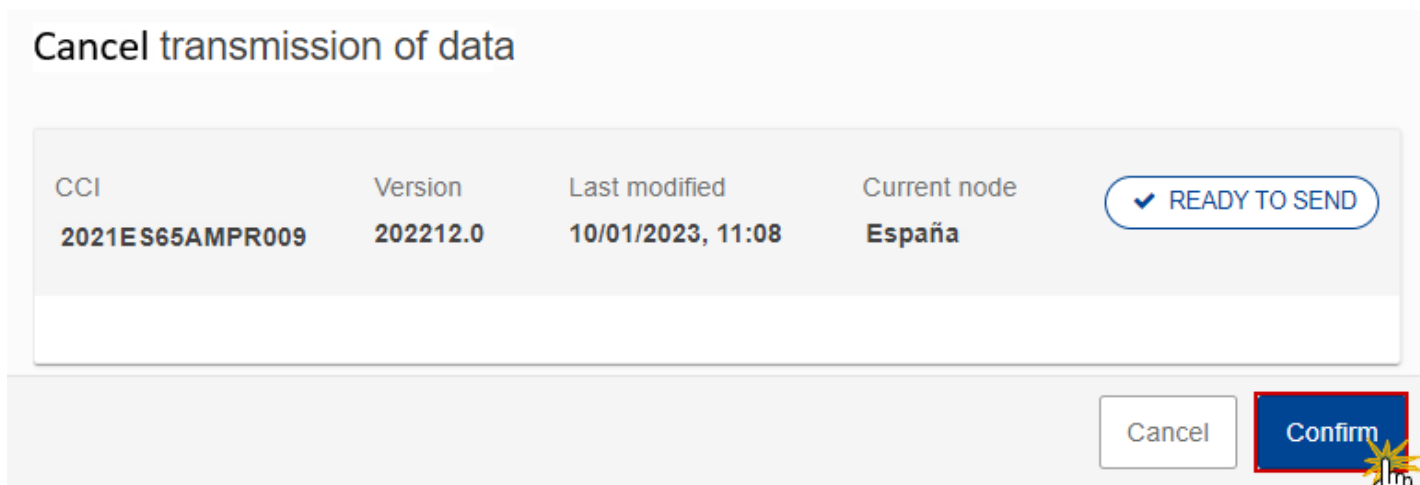 Cancel transmission of data
CCI Version Last modified Current node READY TO SEND
2021ES65AMPR009 202212.0 10/01/2023, 11:08 España
Cancel Confirm